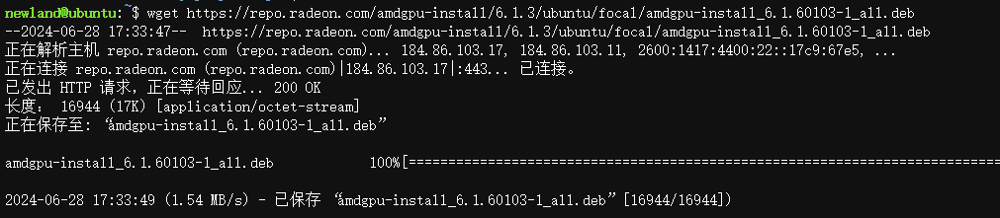 newland@ubuntu:~$ wget https://repo.radeon.com/amdgpu-install/6.1.3/ubuntu/focal/amdgpu-install_6.1.60103-1_all.deb
--2024-06-28 17:33:47--  https://repo.radeon.com/amdgpu-install/6.1.3/ubuntu/focal/amdgpu-install_6.1.60103-1_all.deb
正在解析主机 repo.radeon.com (repo.radeon.com)... 184.86.103.17, 184.86.103.11, 2600:1417:4400:22::17c9:67e5, ...
正在连接 repo.radeon.com (repo.radeon.com)|184.86.103.17|:443... 已连接。
已发出 HTTP 请求，正在等待回应... 200 OK
长度： 16944 (17K) [application/octet-stream]
正在保存至: “amdgpu-install_6.1.60103-1_all.deb”
amdgpu-install_6.1.60103-1_all.deb 100%[===========================================================================
2024-06-28 17:33:49 (1.54 MB/s) - 已保存 “amdgpu-install_6.1.60103-1_all.deb” [16944/16944])